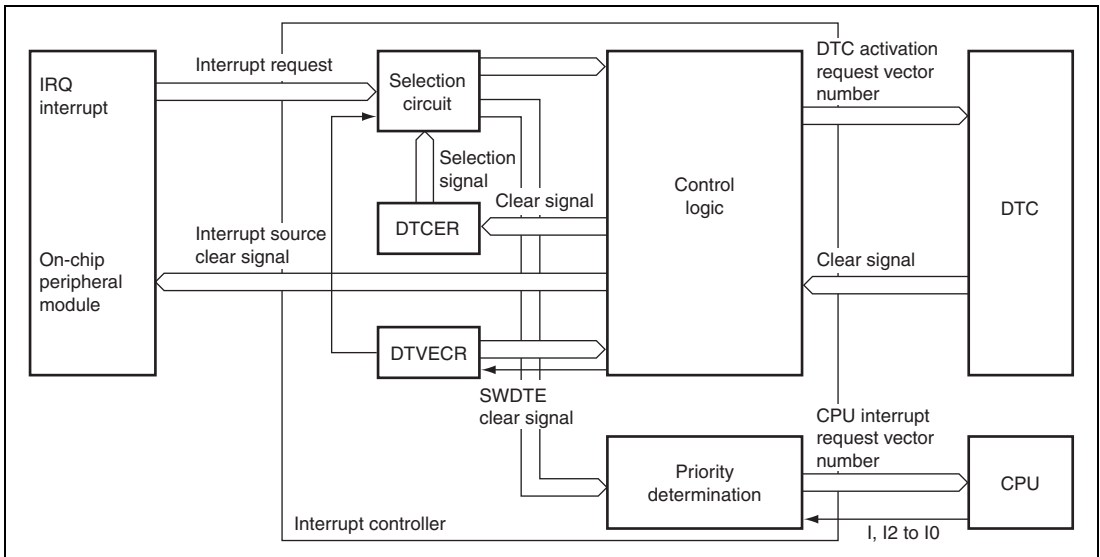 IRQ
interrupt
On-chip
peripheral
module
Interrupt request
Selection
circuit
Selection
signal
DTCER
Clear signal
Interrupt source
clear signal
DTVECR
SWDTE
clear signal
Control
logic
DTC activation
request vector
number
DTC
Clear signal
Priority
determination
CPU interrupt
request vector
number
CPU
I, I2 to I0
Interrupt controller